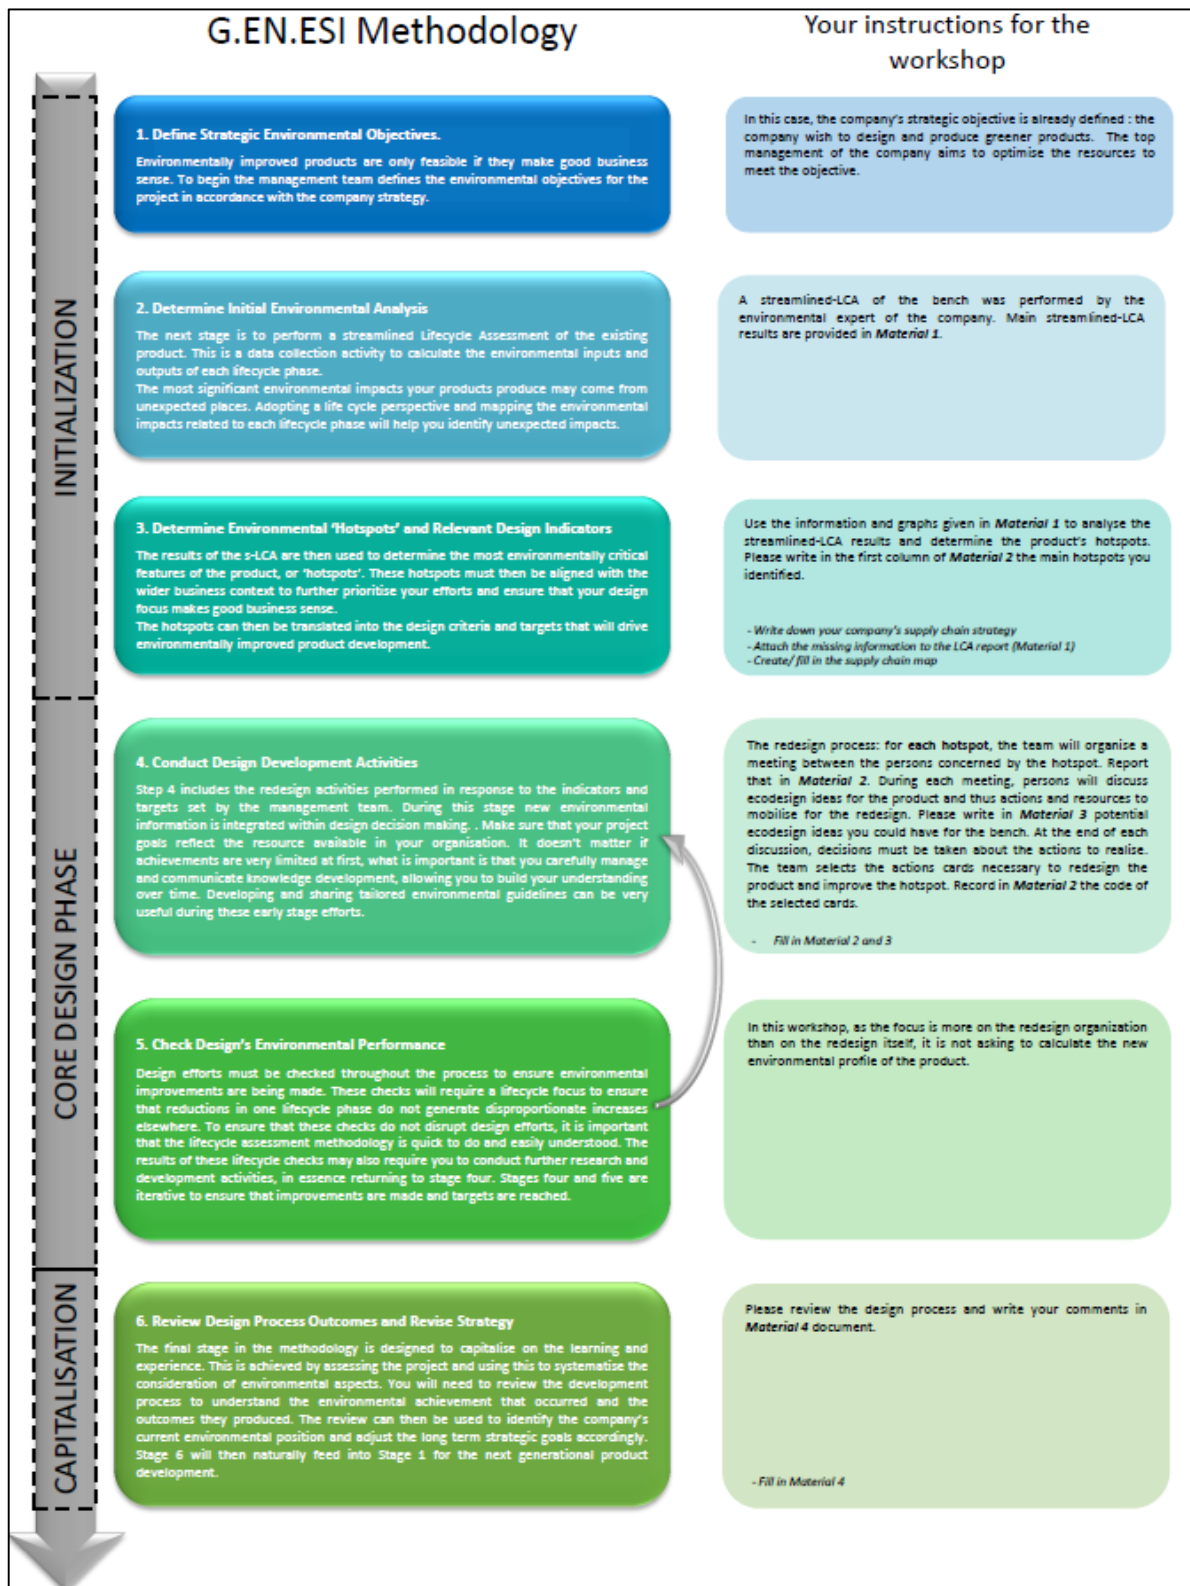 G.EN.ESI Methodology
Your instructions for the
workshop
INITIALIZATION
1. Define Strategic Environmental Objectives.
Environmentally improved products are only feasible if they make good business
sense. To begin the management team defines the environmental objectives for the
project in accordance with the company strategy.
In this case, the company's strategic objective is already defined : the
company wish to design and produce greener products. The top
management of the company aims to optimise the resources to
meet the objective.
2. Determine Initial Environmental Analysis
The next stage is to perform a streamlined Lifecycle Assessment of the existing
product. This is a data collection activity to calculate the environmental inputs and
outputs of each lifecycle phase.
The most significant environmental impacts your products produce may come from
unexpected places. Adopting a life cycle perspective and mapping the environmental
impacts related to each lifecycle phase will help you identify unexpected impacts.
A streamlined-LCA of the bench was performed by the
environmental expert of the company. Main streamlined-LCA
results are provided in Material 1.
3. Determine Environmental 'Hotspots' and Relevant Design Indicators
The results of the s-LCA are then used to determine the most environmentally critical
features of the product, or 'hotspots'. These hotspots must then be aligned with the
wider business context to further prioritise your efforts and ensure that your design
focus makes good business sense.
The hotspots can then be translated into the design criteria and targets that will drive
environmentally improved product development.
Use the information and graphs given in Material 1 to analyse the
streamlined-LCA results and determine the product's hotspots.
Please write in the first column of Material 2 the main hotspots you
identified.
- Write down your company's supply chain strategy
- Attach the missing information to the LCA report (Material 1)
- Create/ fill in the supply chain map
CORE DESIGN PHASE
4. Conduct Design Development Activities
Step 4 includes the redesign activities performed in response to the indicators and
targets set by the management team. During this stage new environmental
information is integrated within design decision making. . Make sure that your project
goals reflect the resource available in your organisation. It doesn't matter if
achievements are very limited at first, what is important is that you carefully manage
and communicate knowledge development, allowing you to build your understanding
over time. Developing and sharing tailored environmental guidelines can be very
useful during these early stage efforts.
The redesign process: for each hotspot, the team will organise a
meeting between the persons concerned by the hotspot. Report
that in Material 2. During each meeting, persons will discuss
ecodesign ideas for the product and thus actions and resources to
mobilise for the redesign. Please write in Material 3 potential
ecodesign ideas you could have for the bench. At the end of each
discussion, decisions must be taken about the actions to realise.
The team selects the actions cards necessary to redesign the
product and improve the hotspot. Record in Material 2 the code of
the selected cards.
- Fill in Material 2 and 3
5. Check Design's Environmental Performance
Design efforts must be checked throughout the process to ensure environmental
improvements are being made. These checks will require a lifecycle focus to ensure
that reductions in one lifecycle phase do not generate disproportionate increases
elsewhere. To ensure that these checks do not disrupt design efforts, it is important
that the lifecycle assessment methodology is quick to do and easily understood. The
results of these lifecycle checks may also require you to conduct further research and
development activities, in essence returning to stage four. Stages four and five are
iterative to ensure that improvements are made and targets are reached.
In this workshop, as the focus is more on the redesign organization
than on the redesign itself, it is not asking to calculate the new
environmental profile of the product.
CAPITALISATION
6. Review Design Process Outcomes and Revise Strategy
The final stage in the methodology is designed to capitalise on the learning and
experience. This is achieved by assessing the project and using this to systematise the
consideration of environmental aspects. You will need to review the development
process to understand the environmental achievement that occurred and the
outcomes they produced. The review can then be used to identify the company's
current environmental position and adjust the long term strategic goals accordingly.
Stage 6 will then naturally feed into Stage 1 for the next generational product
development.
Please review the design process and write your comments in
Material 4 document.
- Fill in Material 4